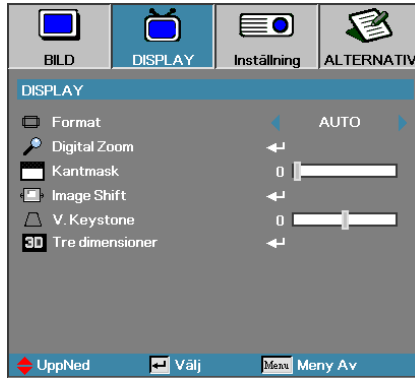 BILD DISPLAY Inställning ALTERNATIV
DISPLAY
Format AUTO
Digital Zoom
Kantmask 0
Image Shift
V. Keystone 0
3D Tre dimensioner
UppNed Välj Menu Meny Av